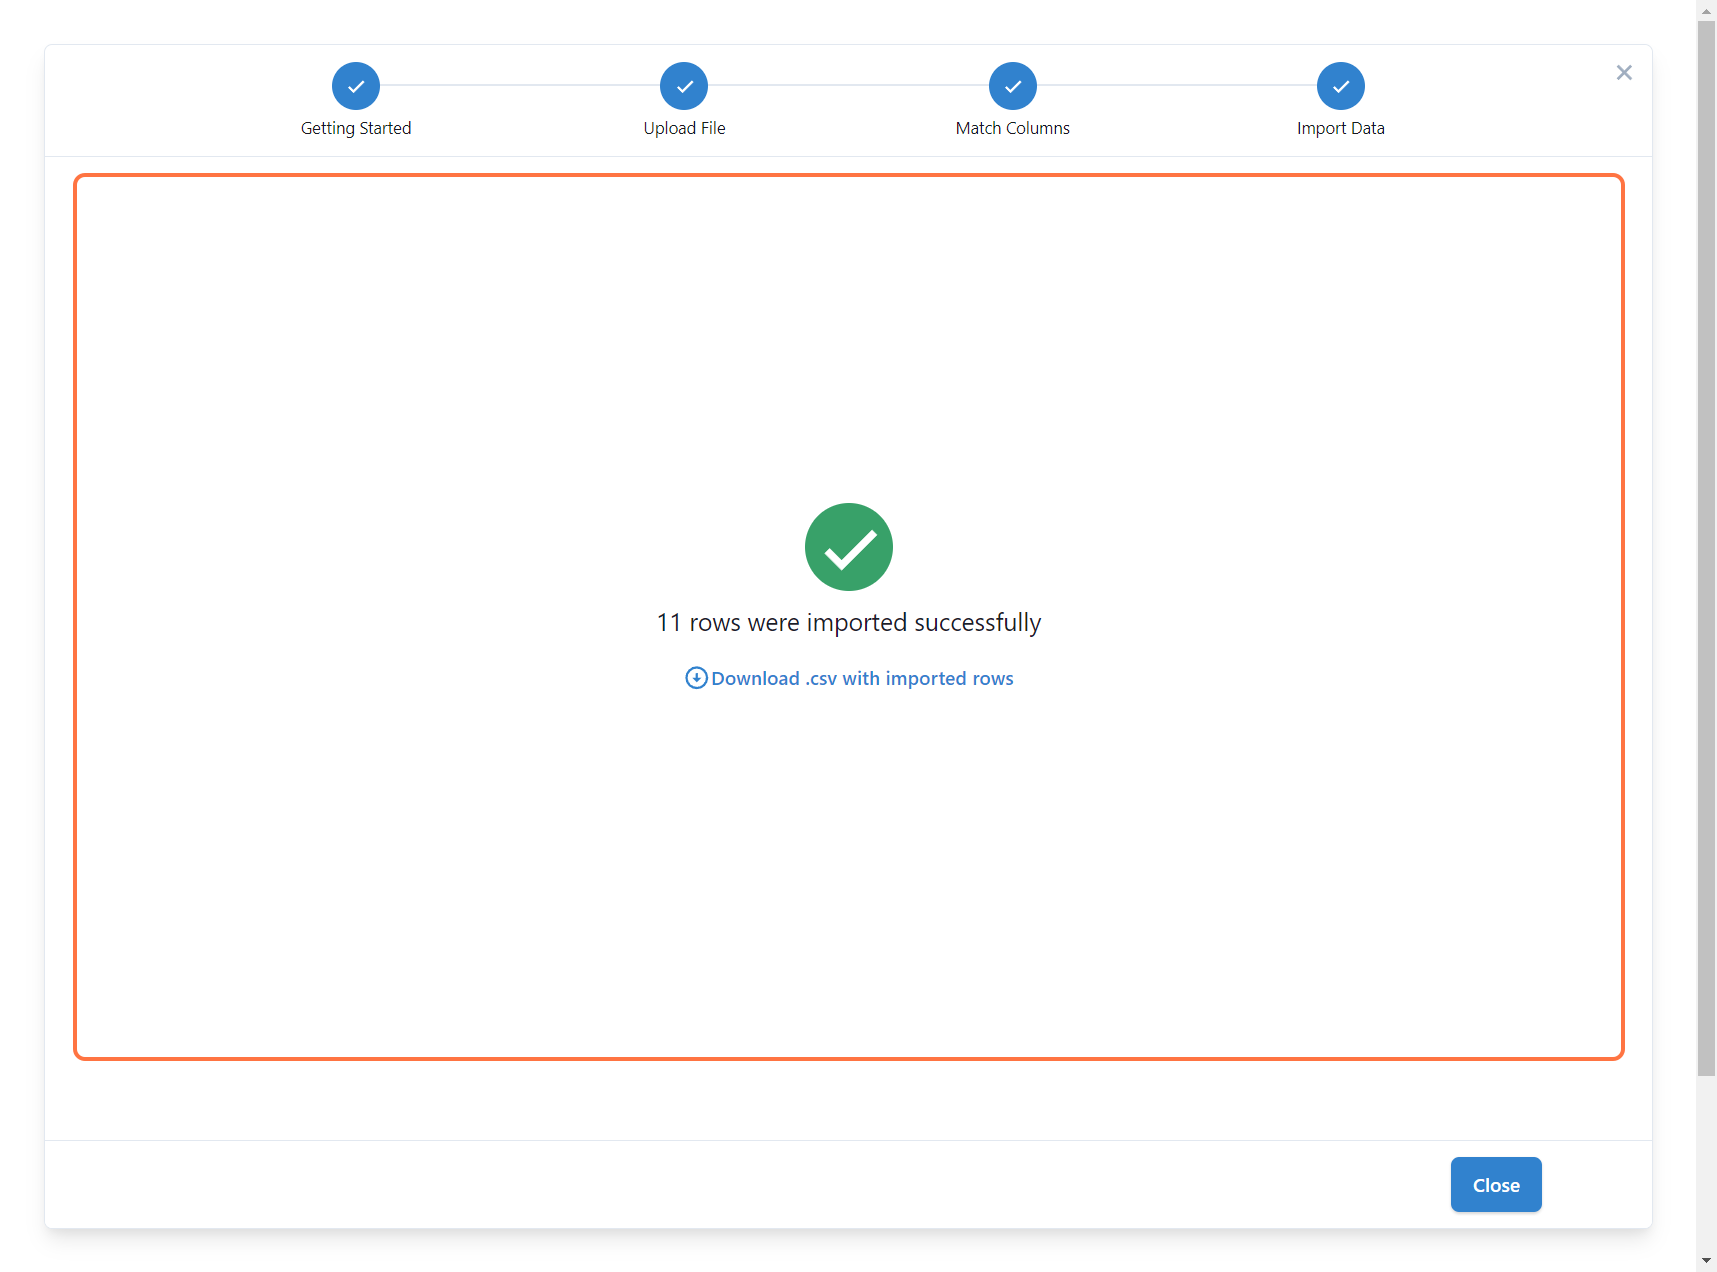 Getting Started
Upload File
Match Columns
Import Data
11 rows were imported successfully
Download .csv with imported rows
Close